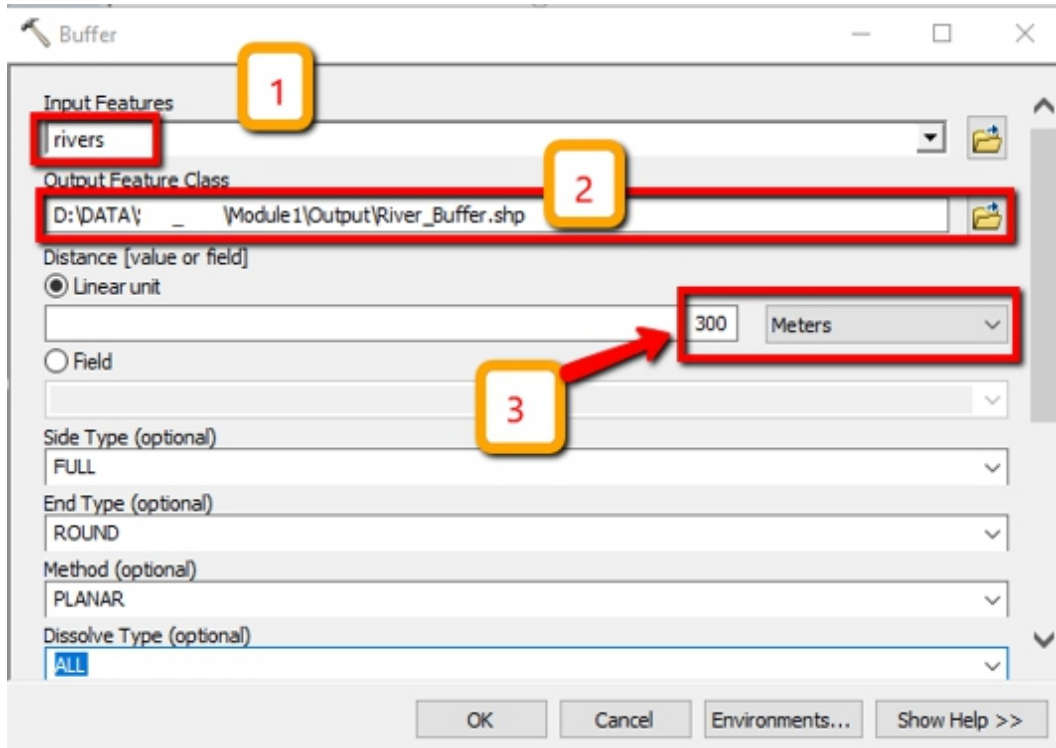 Buffer
1
Input Features
rivers
Output Feature Class
2
D:\DATA\; _ \Module1\Output\River_Buffer.shp
Distance [value or field]
Linear unit
300 Meters
Field
3
Side Type (optional)
FULL
End Type (optional)
ROUND
Method (optional)
PLANAR
Dissolve Type (optional)
ALL
OK Cancel Environments... Show Help >>